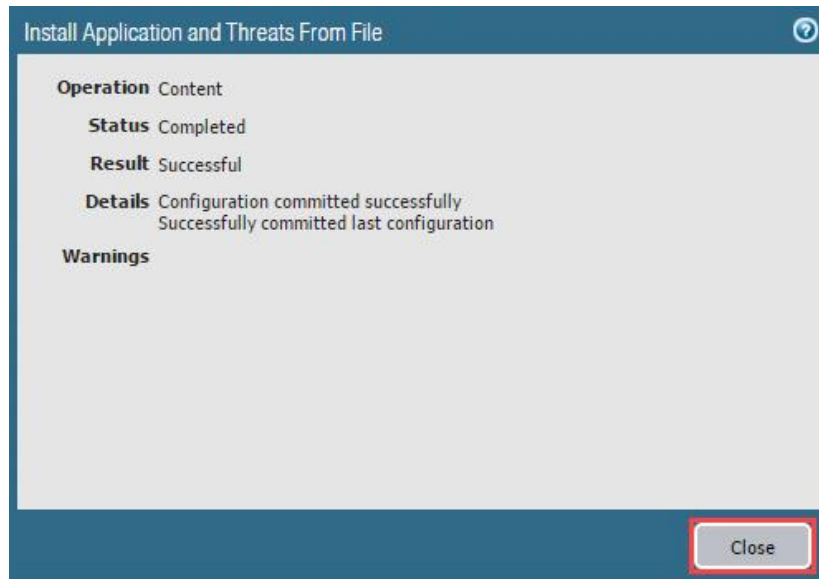 Install Application and Threats From File
Operation Content
Status Completed
Result Successful
Details Configuration committed successfully
Successfully committed last configuration
Warnings
Close